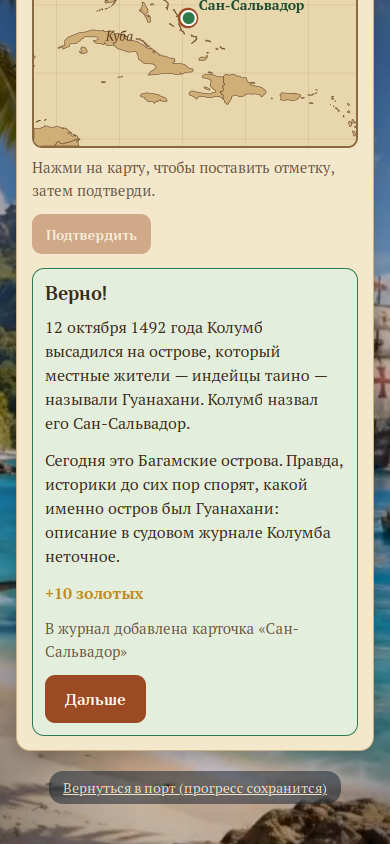 Сан-Сальвадор
Куба
Нажми на карту, чтобы поставить отметку,
затем подтверди.
Подтвердить
Верно!
12 октября 1492 года Колумб
высадился на острове, который
местные жители — индейцы таино —
называли Гуанахани. Колумб назвал
его Сан-Сальвадор.
Сегодня это Багамские острова. Правда,
историки до сих пор спорят, какой
именно остров был Гуанахани:
описание в судовом журнале Колумба
неточное.
+10 золотых
В журнал добавлена карточка «Сан-
Сальвадор»
Дальше
Вернуться в порт (прогресс сохранится)